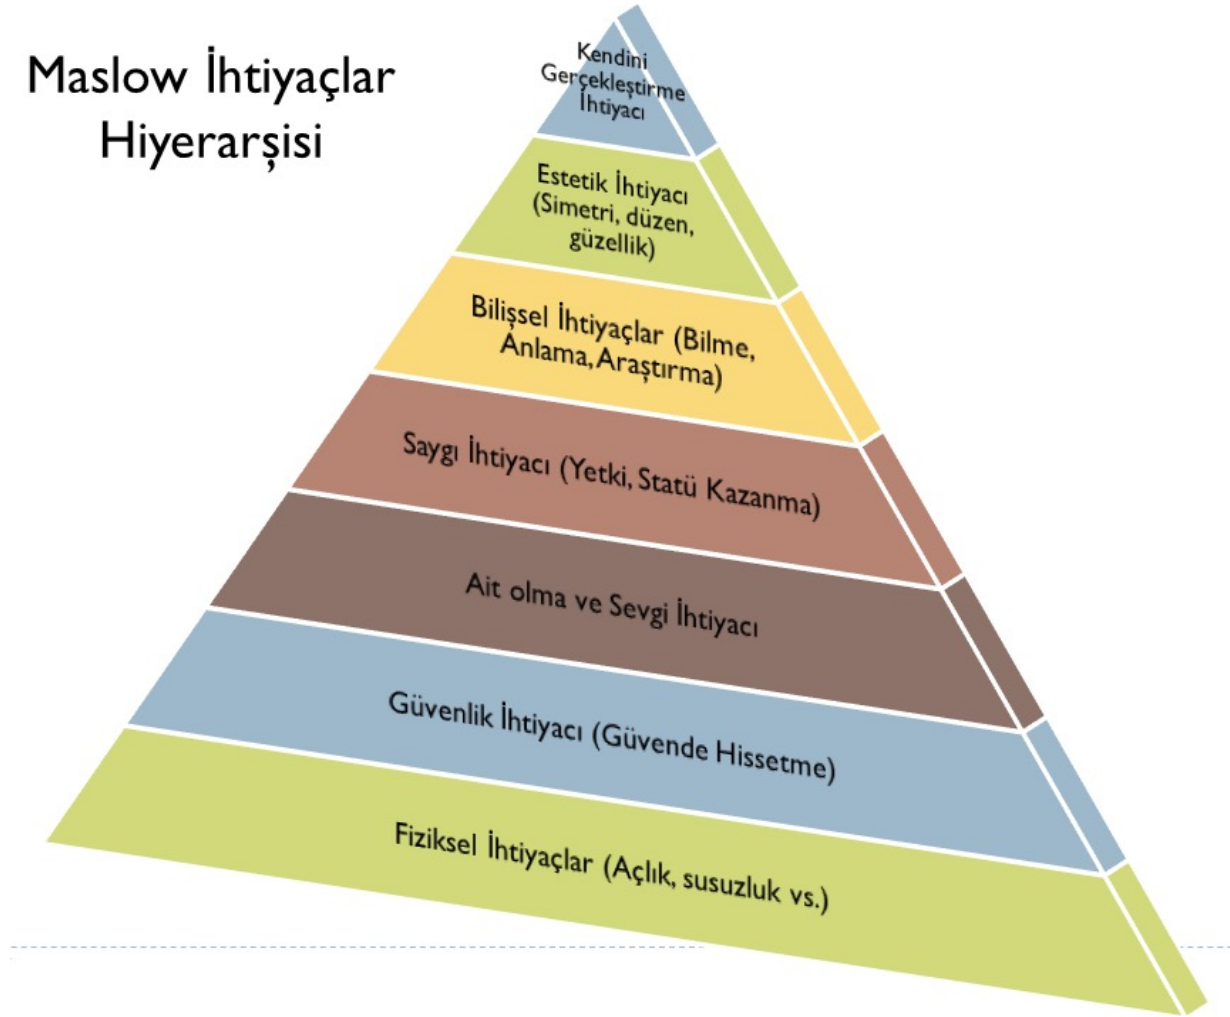 Maslow İhtiyaçlar
Hiyerarşisi
Kendini
Gerçekleştirme
İhtiyacı
Estetik İhtiyacı
(Simetri, düzen,
güzellik)
Bilişsel İhtiyaçlar (Bilme,
Anlama, Araştırma)
Saygı İhtiyacı (Yetki, Statü Kazanma)
Ait olma ve Sevgi İhtiyacı
Güvenlik İhtiyacı (Güvende Hissetme)
Fiziksel İhtiyaçlar (Açlık, susuzluk vs.)